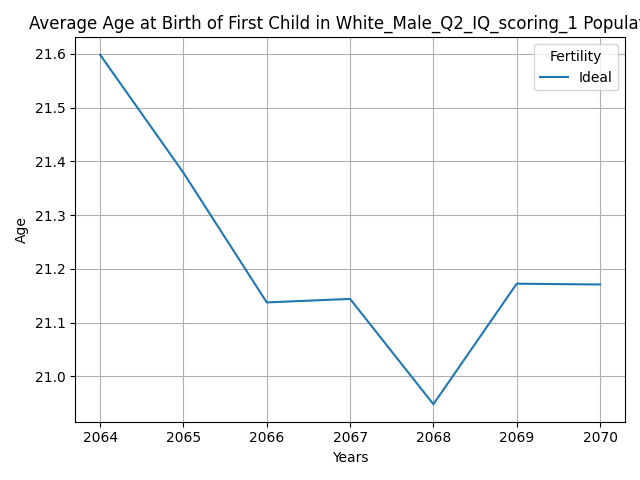 Average Age at Birth of First Child in White_Male_Q2_IQ_scoring_1 Popula
Fertility
Ideal
21.6
21.5
21.4
21.3
21.2
21.1
21.0
Age
2064 2065 2066 2067 2068 2069 2070
Years